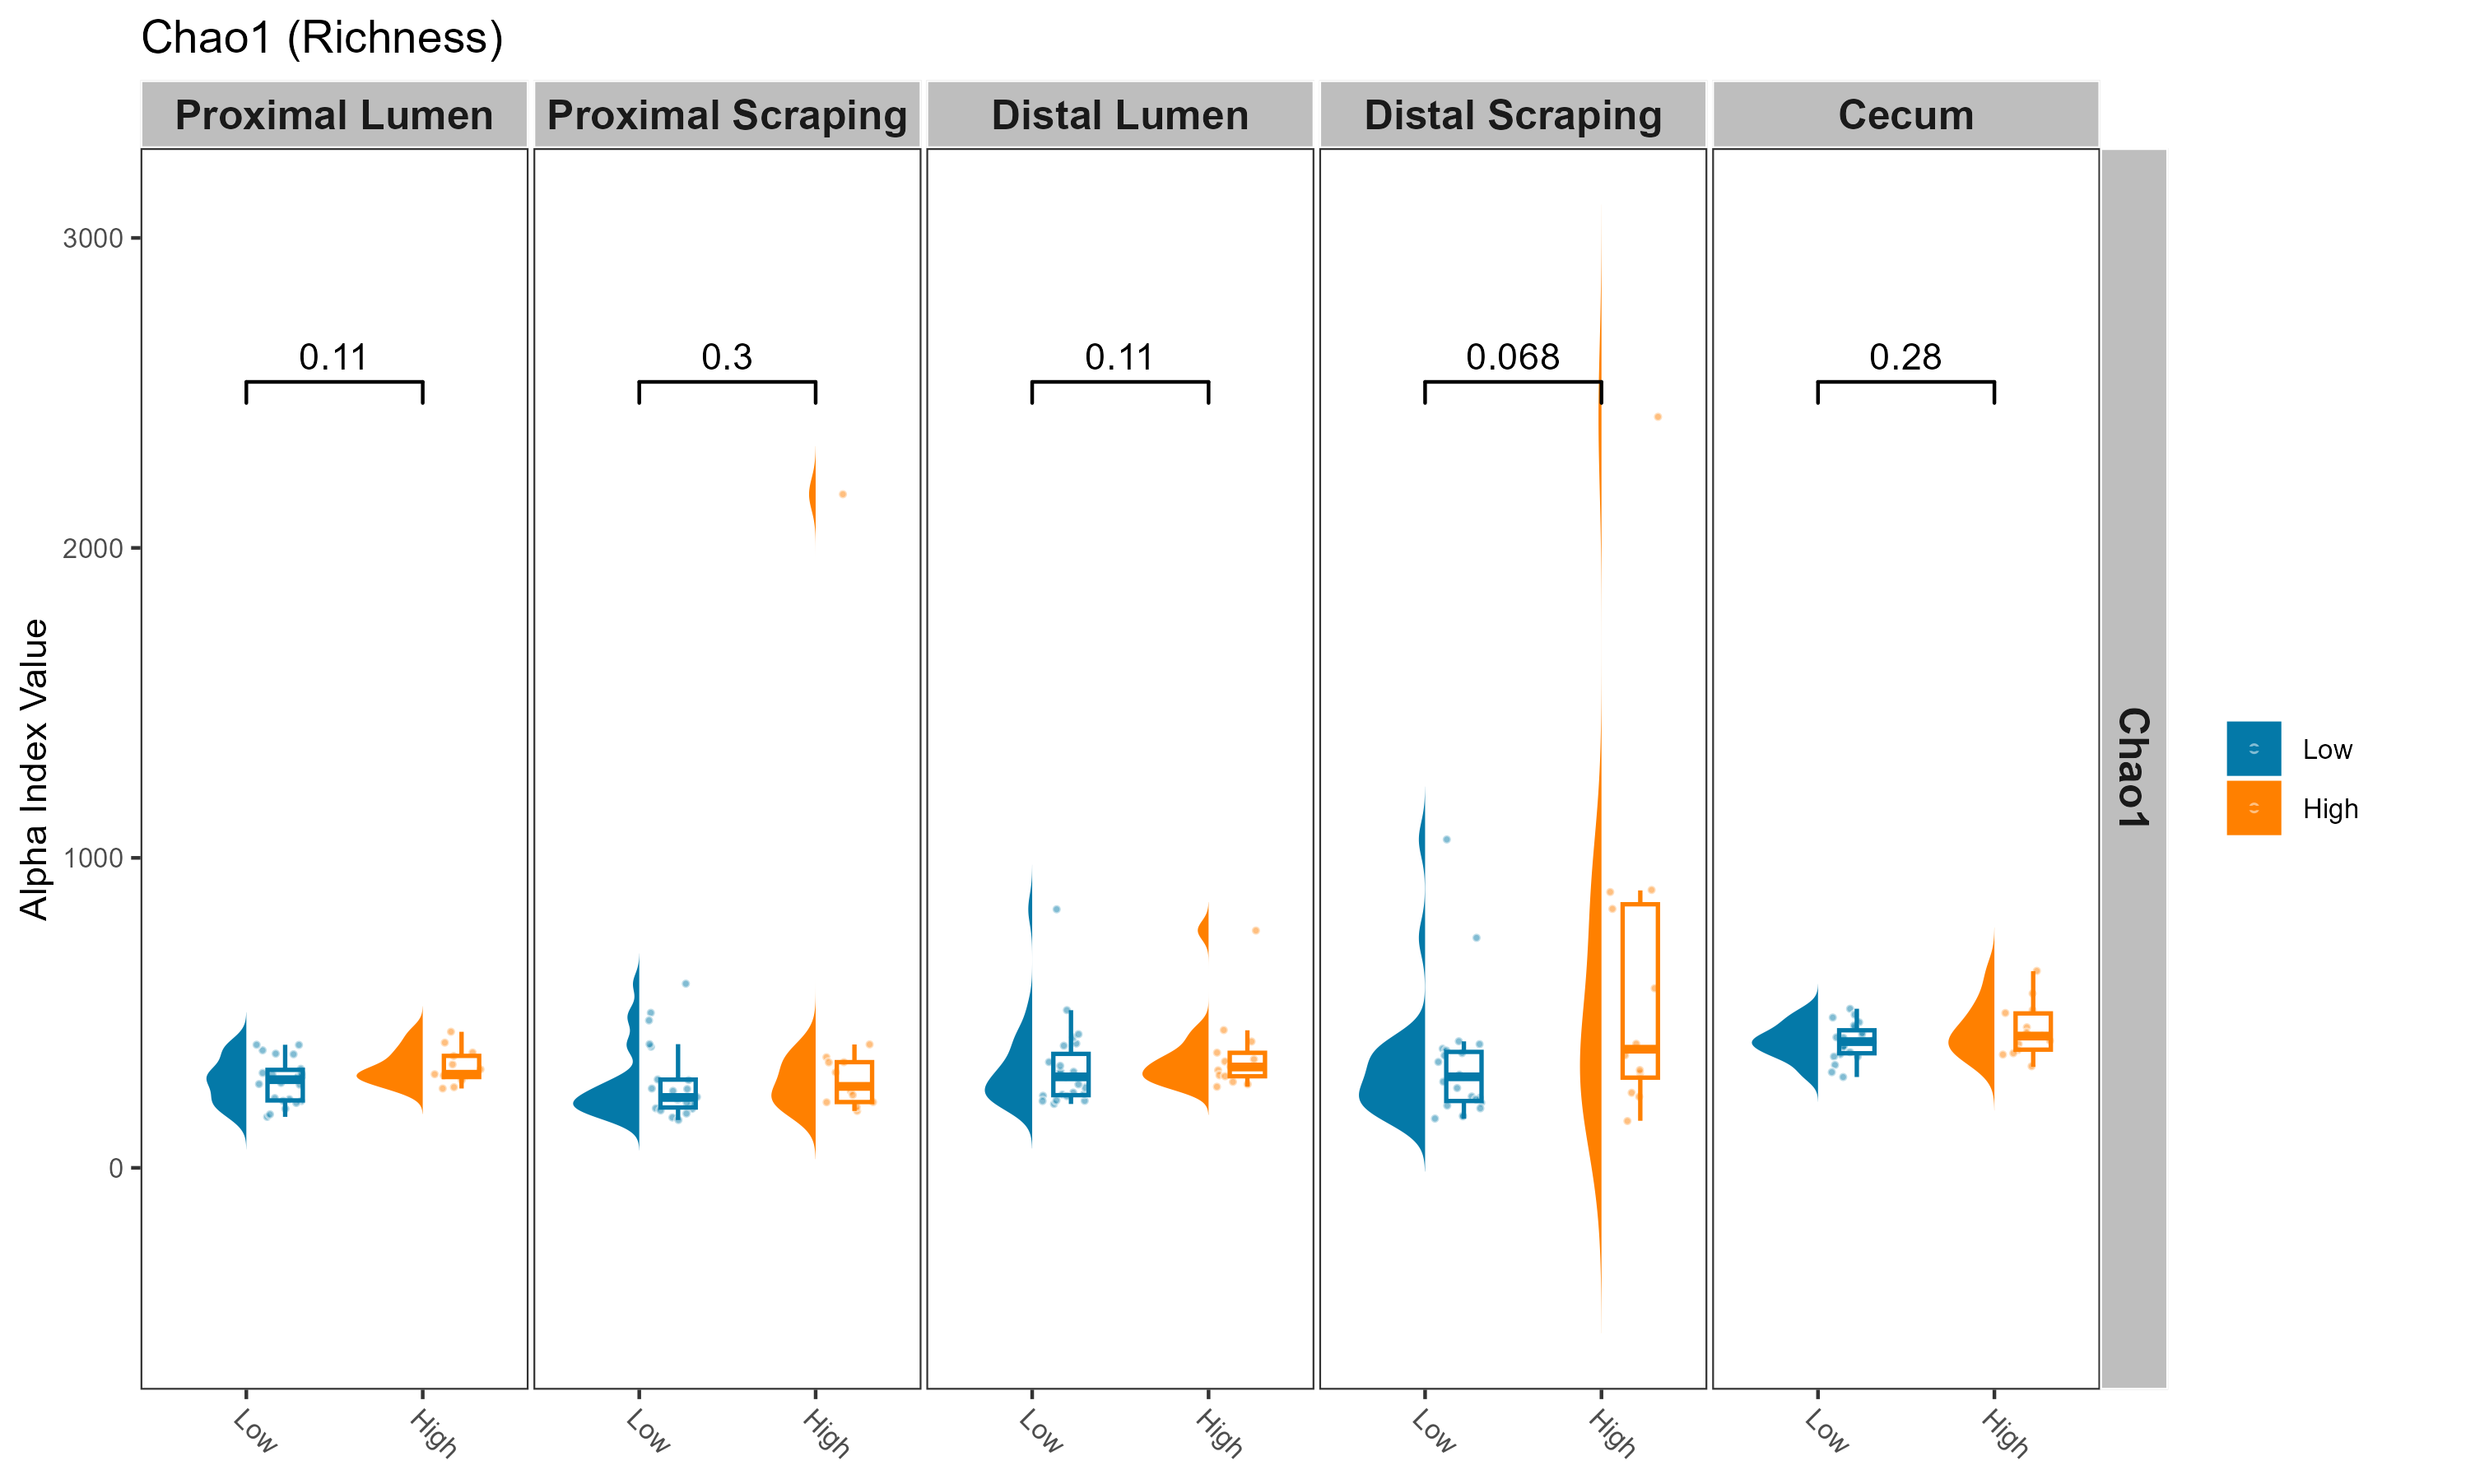 Chao1 (Richness)
Proximal Lumen
Proximal Scraping
Distal Lumen
Distal Scraping
Cecum
3000
2000
1000
0
Alpha Index Value
0.11
0.3
0.11
0.068
0.28
Chao1
Low
High
Low
High
Low
High
Low
High
Low
High
Low
High